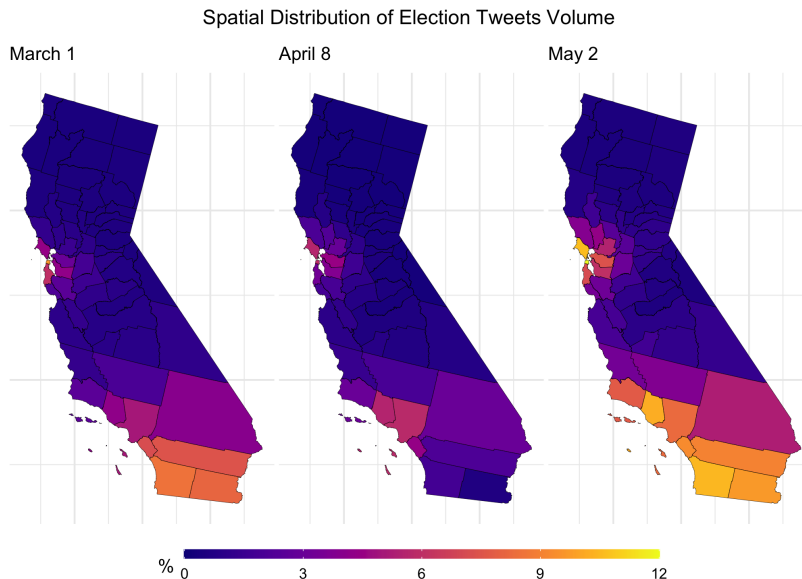 Spatial Distribution of Election Tweets Volume
March 1
April 8
May 2
%
0 3 6 9 12